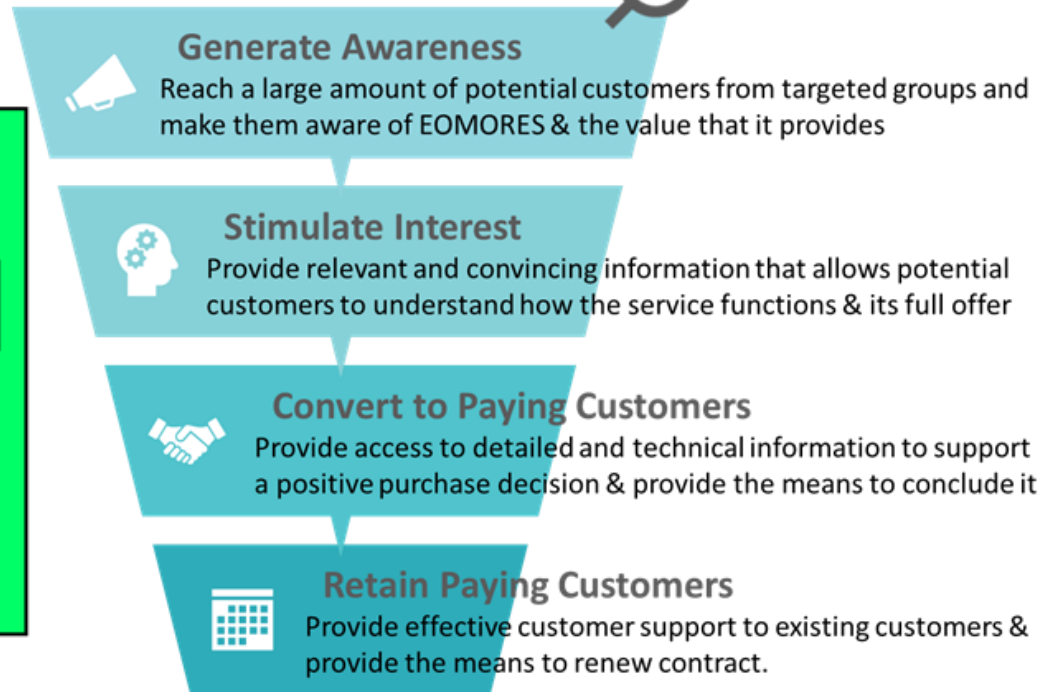 Generate Awareness
Reach a large amount of potential customers from targeted groups and
make them aware of EOMORES & the value that it provides
Stimulate Interest
Provide relevant and convincing information that allows potential
customers to understand how the service functions & its full offer
Convert to Paying Customers
Provide access to detailed and technical information to support
a positive purchase decision & provide the means to conclude it
Retain Paying Customers
Provide effective customer support to existing customers &
provide the means to renew contract.